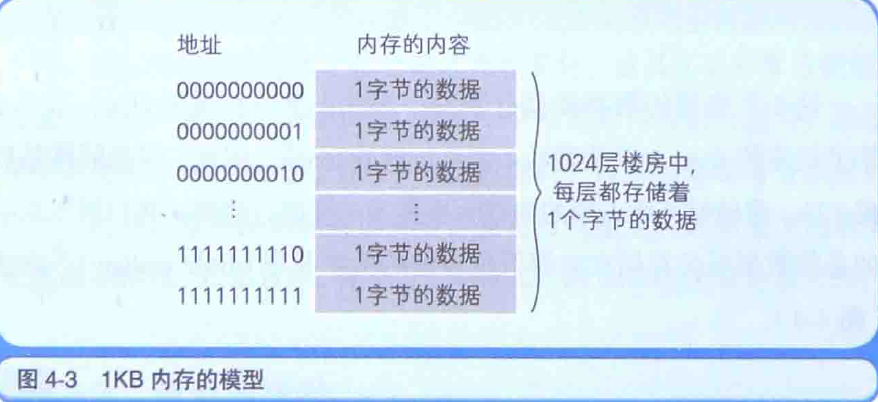 地址 内存的内容
0000000000 1字节的数据
0000000001 1字节的数据
0000000010 1字节的数据
⋮ ⋮
1111111110 1字节的数据
1111111111 1字节的数据
1024层楼房中,
每层都存储着
1个字节的数据
图 4-3 1KB 内存的模型